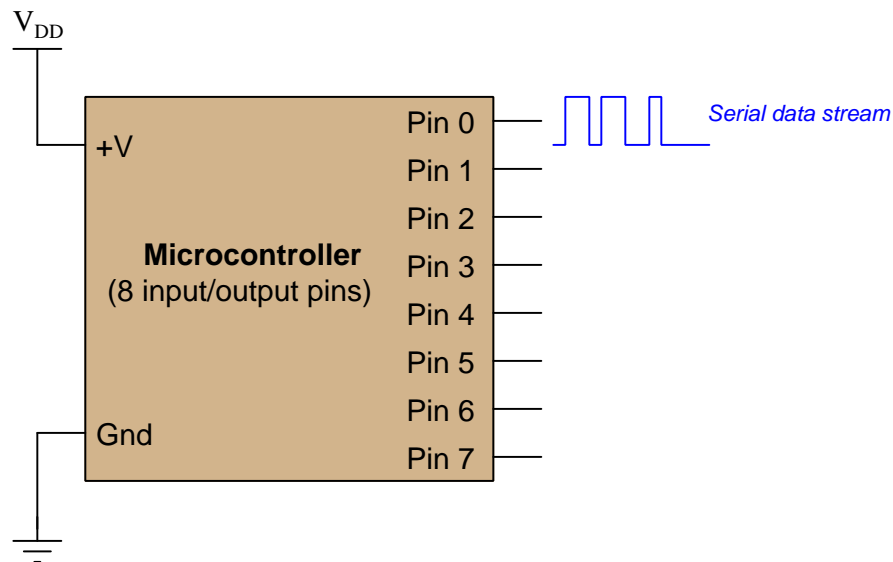 V_DD
+V
Microcontroller
(8 input/output pins)
Gnd
Pin 0
Pin 1
Pin 2
Pin 3
Pin 4
Pin 5
Pin 6
Pin 7
Serial data stream